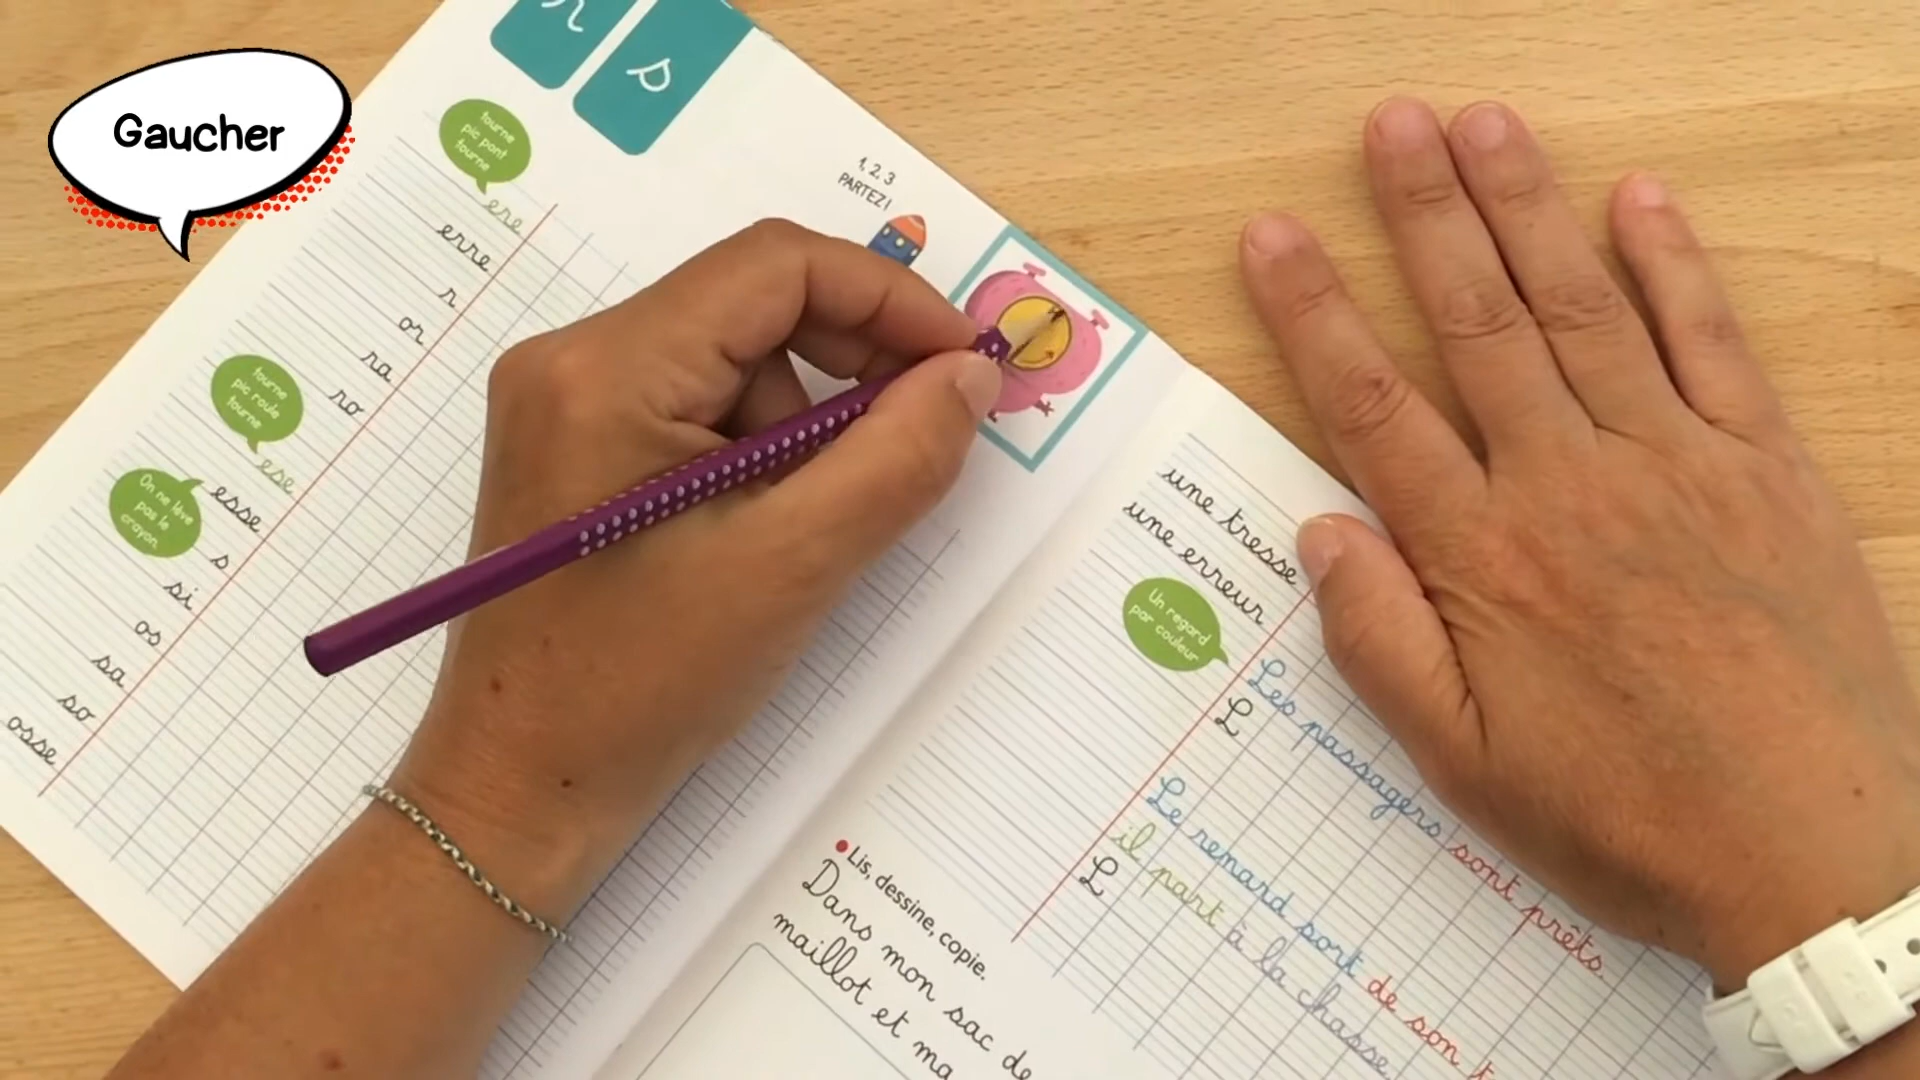 Gaucher
r
s
tourne
pic pont
tourne
1, 2, 3
PARTEZ!
ere
erre
r
or
ra
ro
tourne
pic roule
tourne
ese
On ne lève
pas le
crayon.
esse
s
si
os
sa
so
osse
une tresse
une erreur
Un regard
par couleur
Les passagers sont prêts.
L
Le renard sort de son t
il part à la chasse
L
Lis, dessine, copie.
Dans mon sac de
maillot et ma